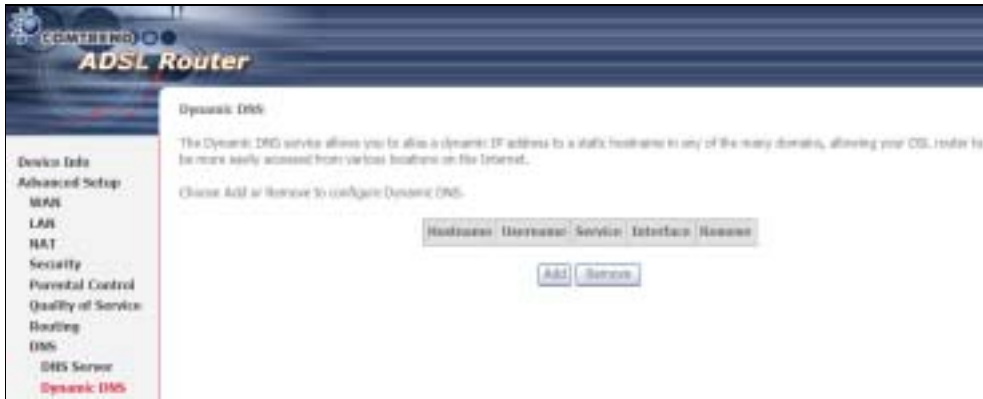 COMTREND
ADSL Router
Dynamic DNS
The Dynamic DNS service allows you to alias a dynamic IP address to a static hostname in any of the many domains, allowing your DSL router to
be more easily accessed from various locations on the Internet.
Choose Add or Remove to configure Dynamic DNS.
Hostname Username Service Interface Remove
Add Remove
Device Info
Advanced Setup
WAN
LAN
NAT
Security
Parental Control
Quality of Service
Routing
DNS
DNS Server
Dynamic DNS